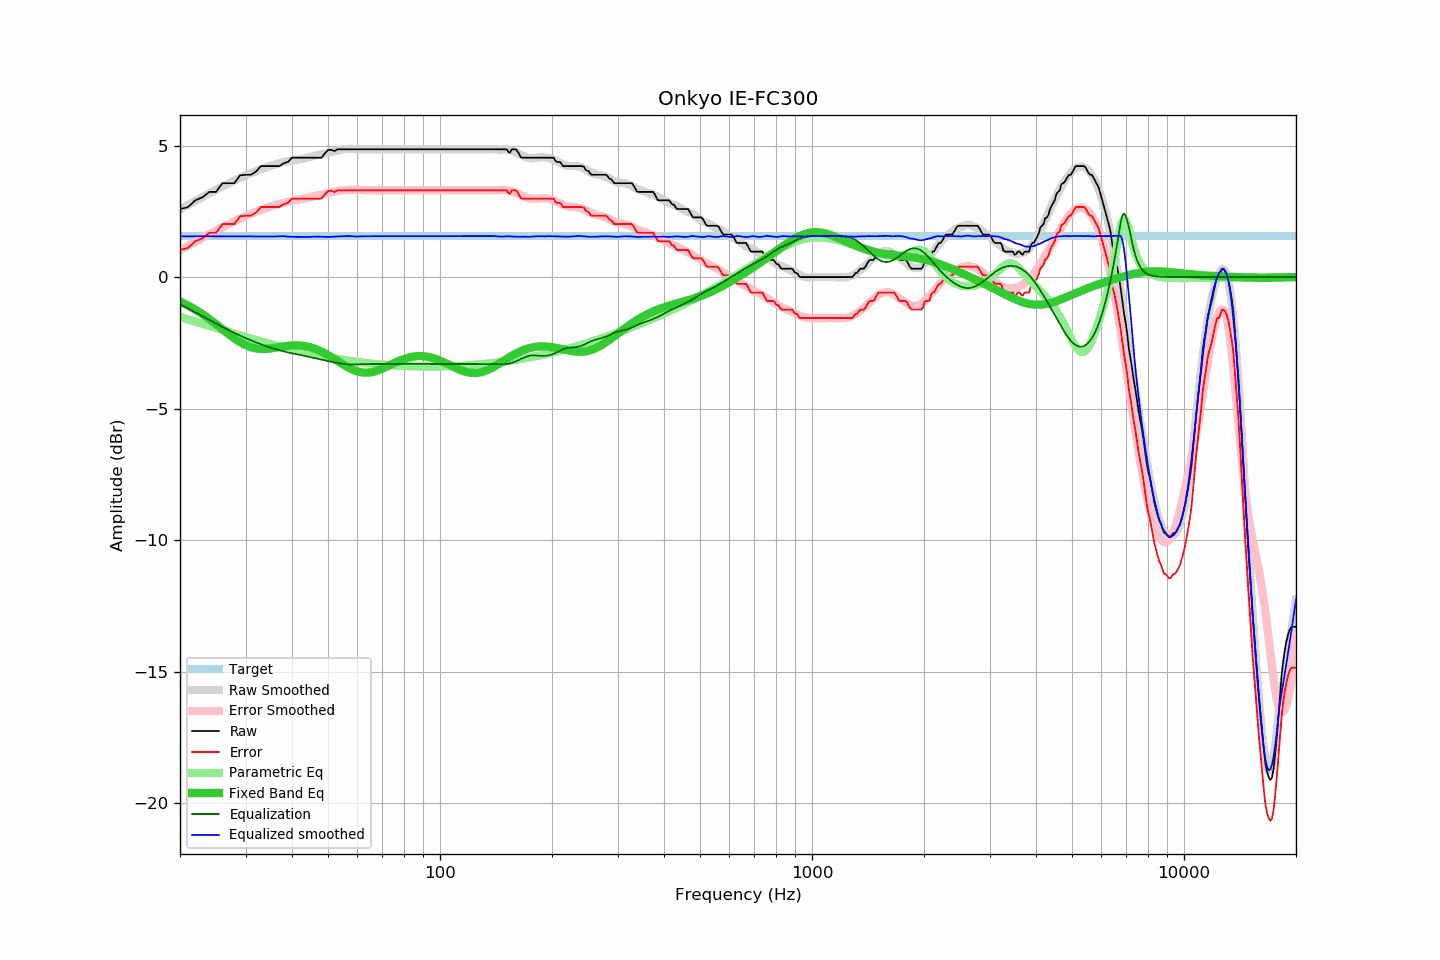 Onkyo IE-FC300
5
0
−5
−10
−15
−20
Amplitude (dBr)
Target
Raw Smoothed
Error Smoothed
Raw
Error
Parametric Eq
Fixed Band Eq
Equalization
Equalized smoothed
100
1000
10000
Frequency (Hz)